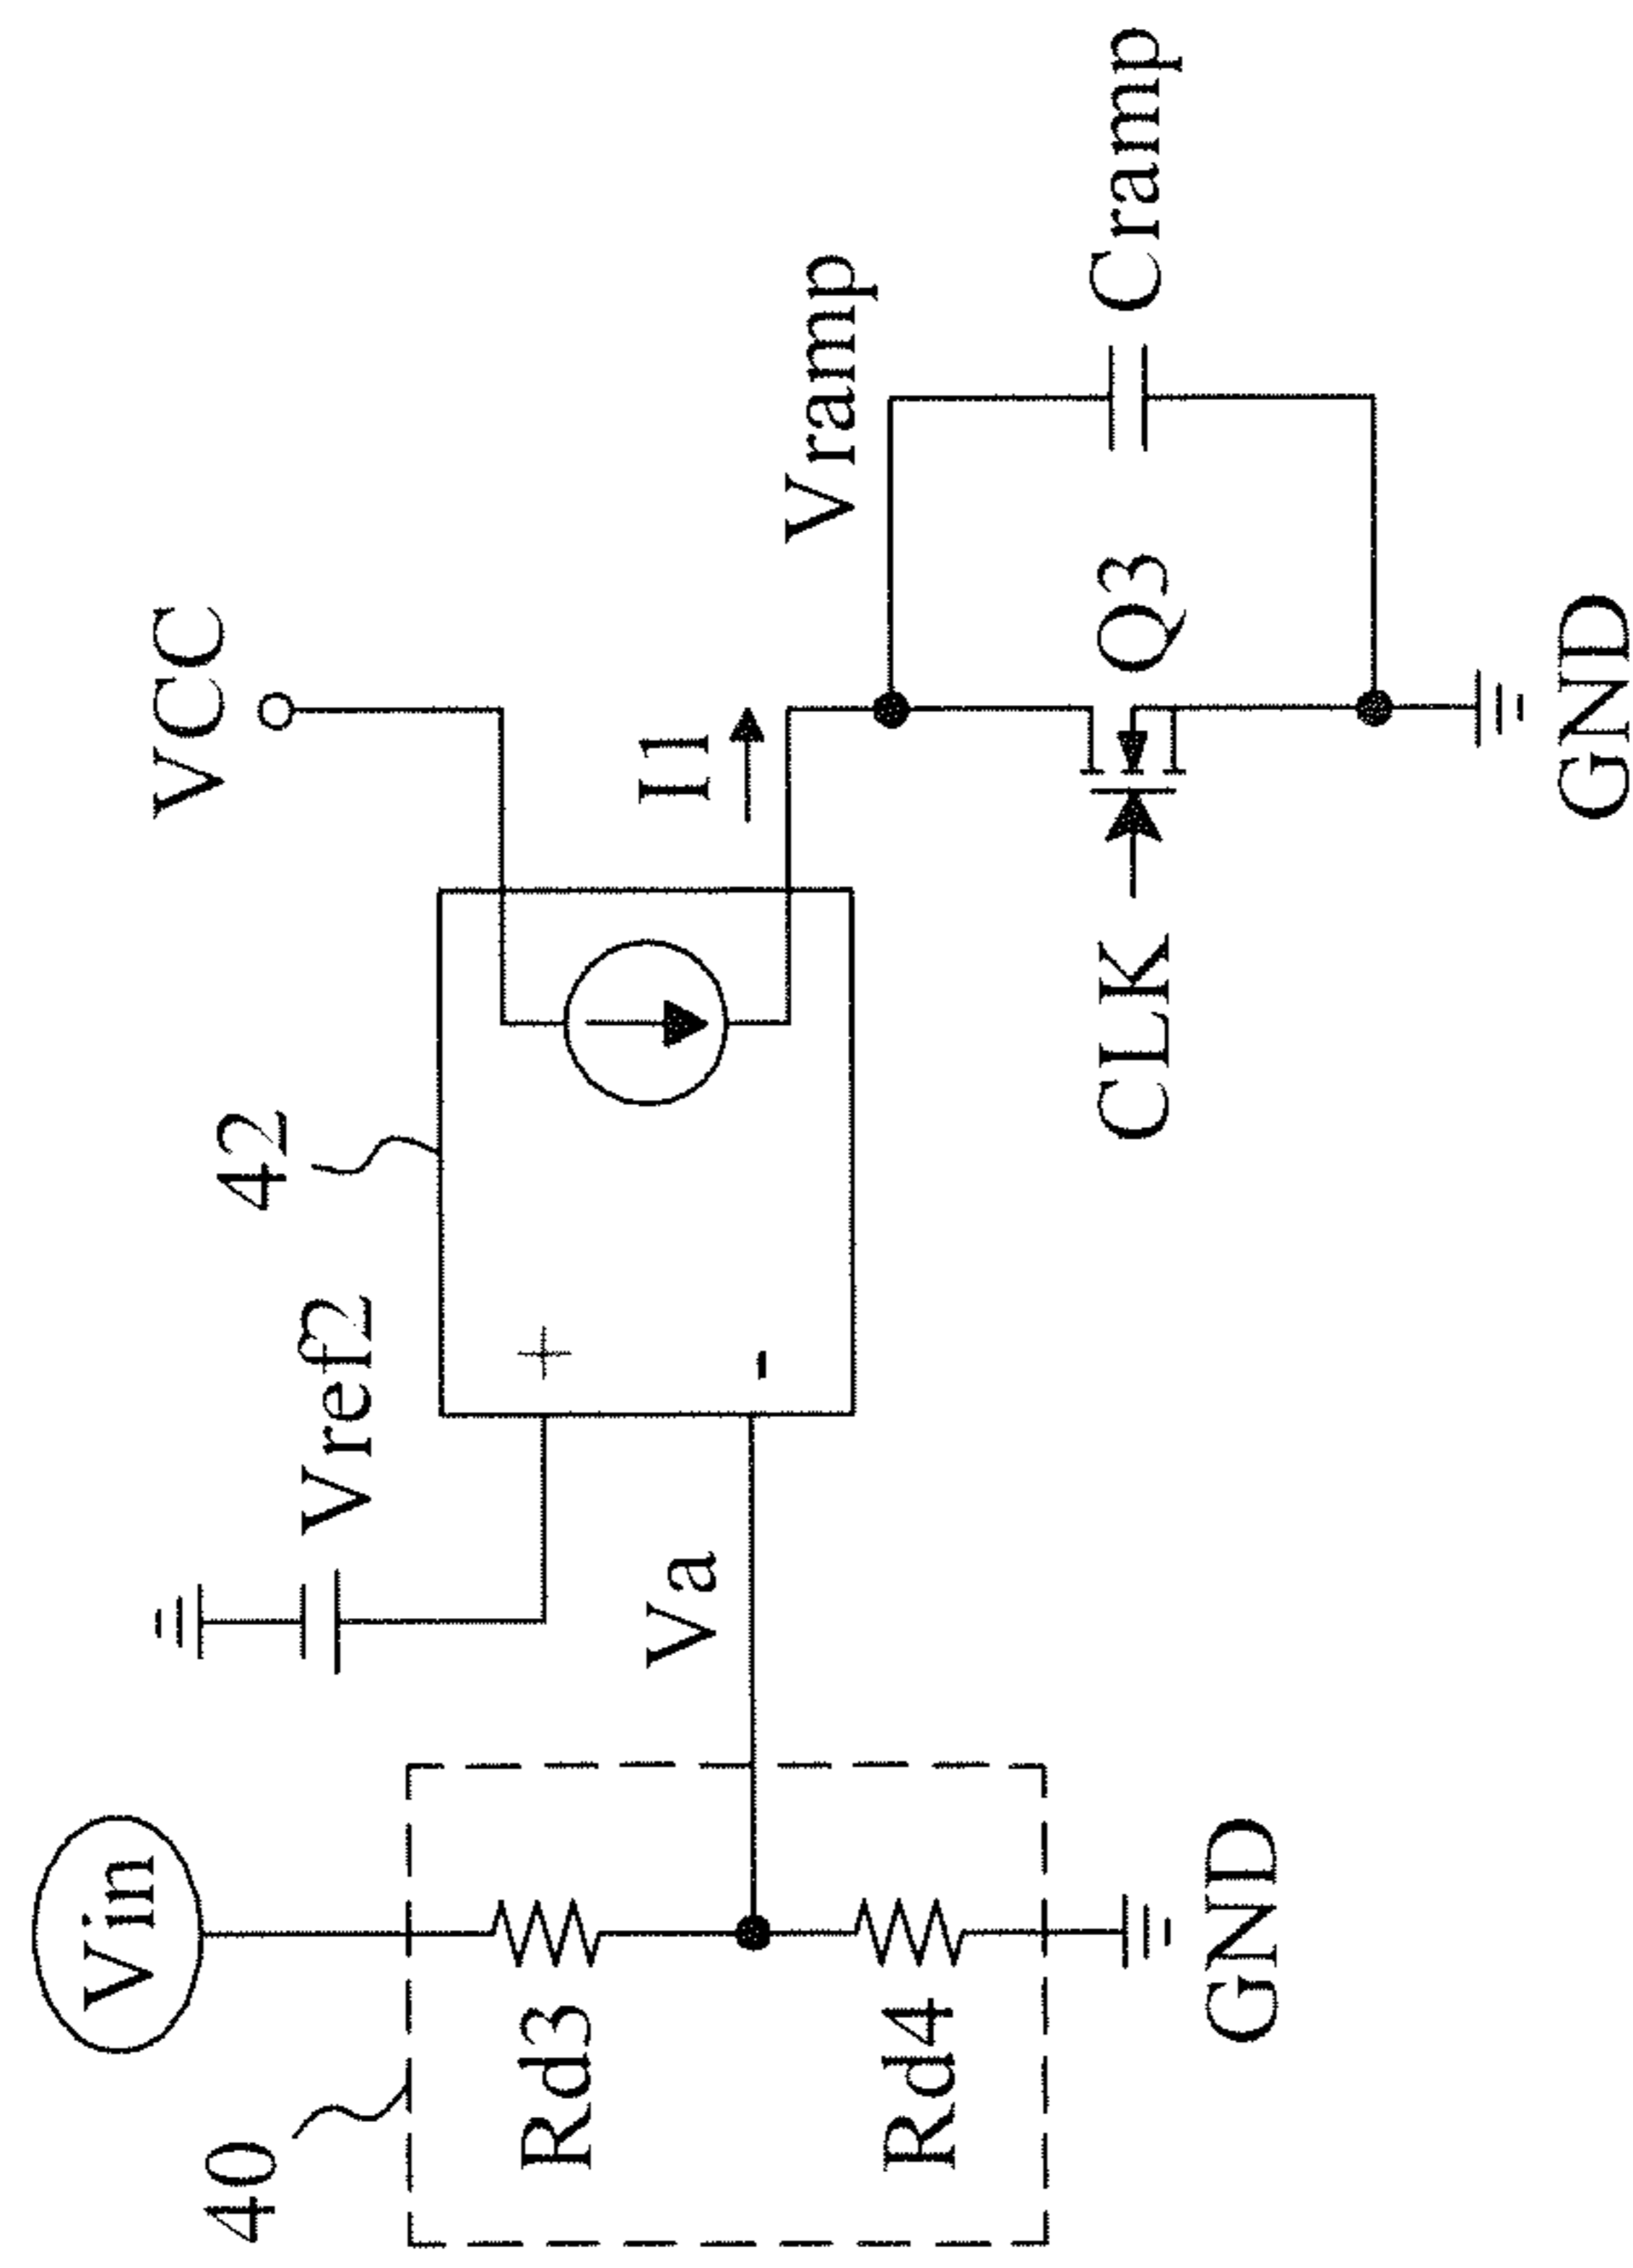 Vin
40
Rd3
Rd4
GND
Va
Vref2
+
-
42
VCC
I1
Vramp
CLK
Q3
Cramp
GND